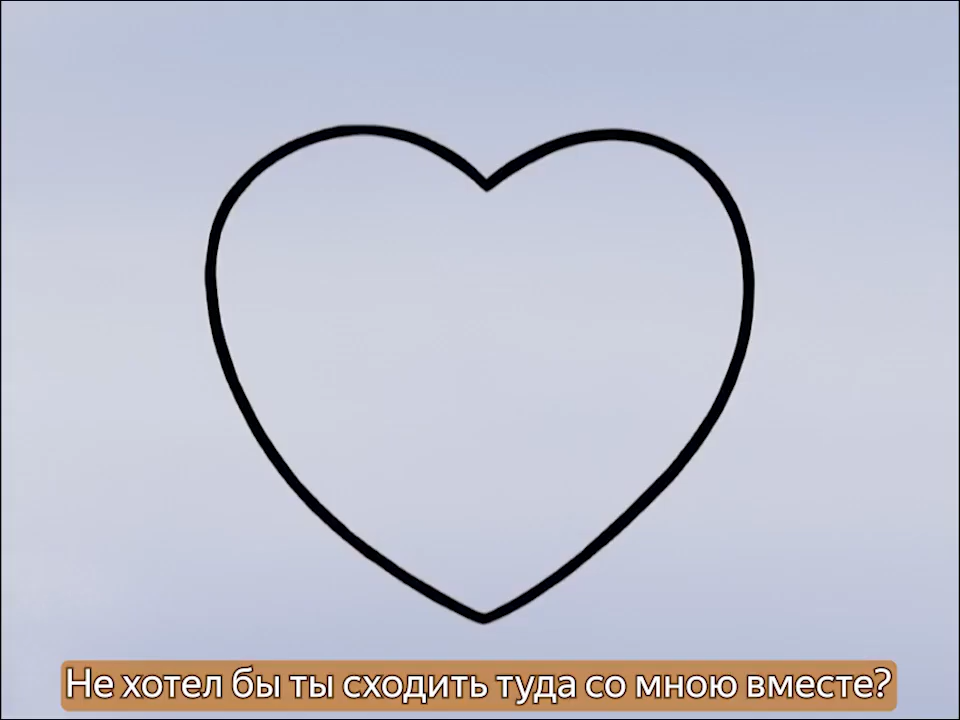 Не хотел бы ты сходить туда со мною вместе?